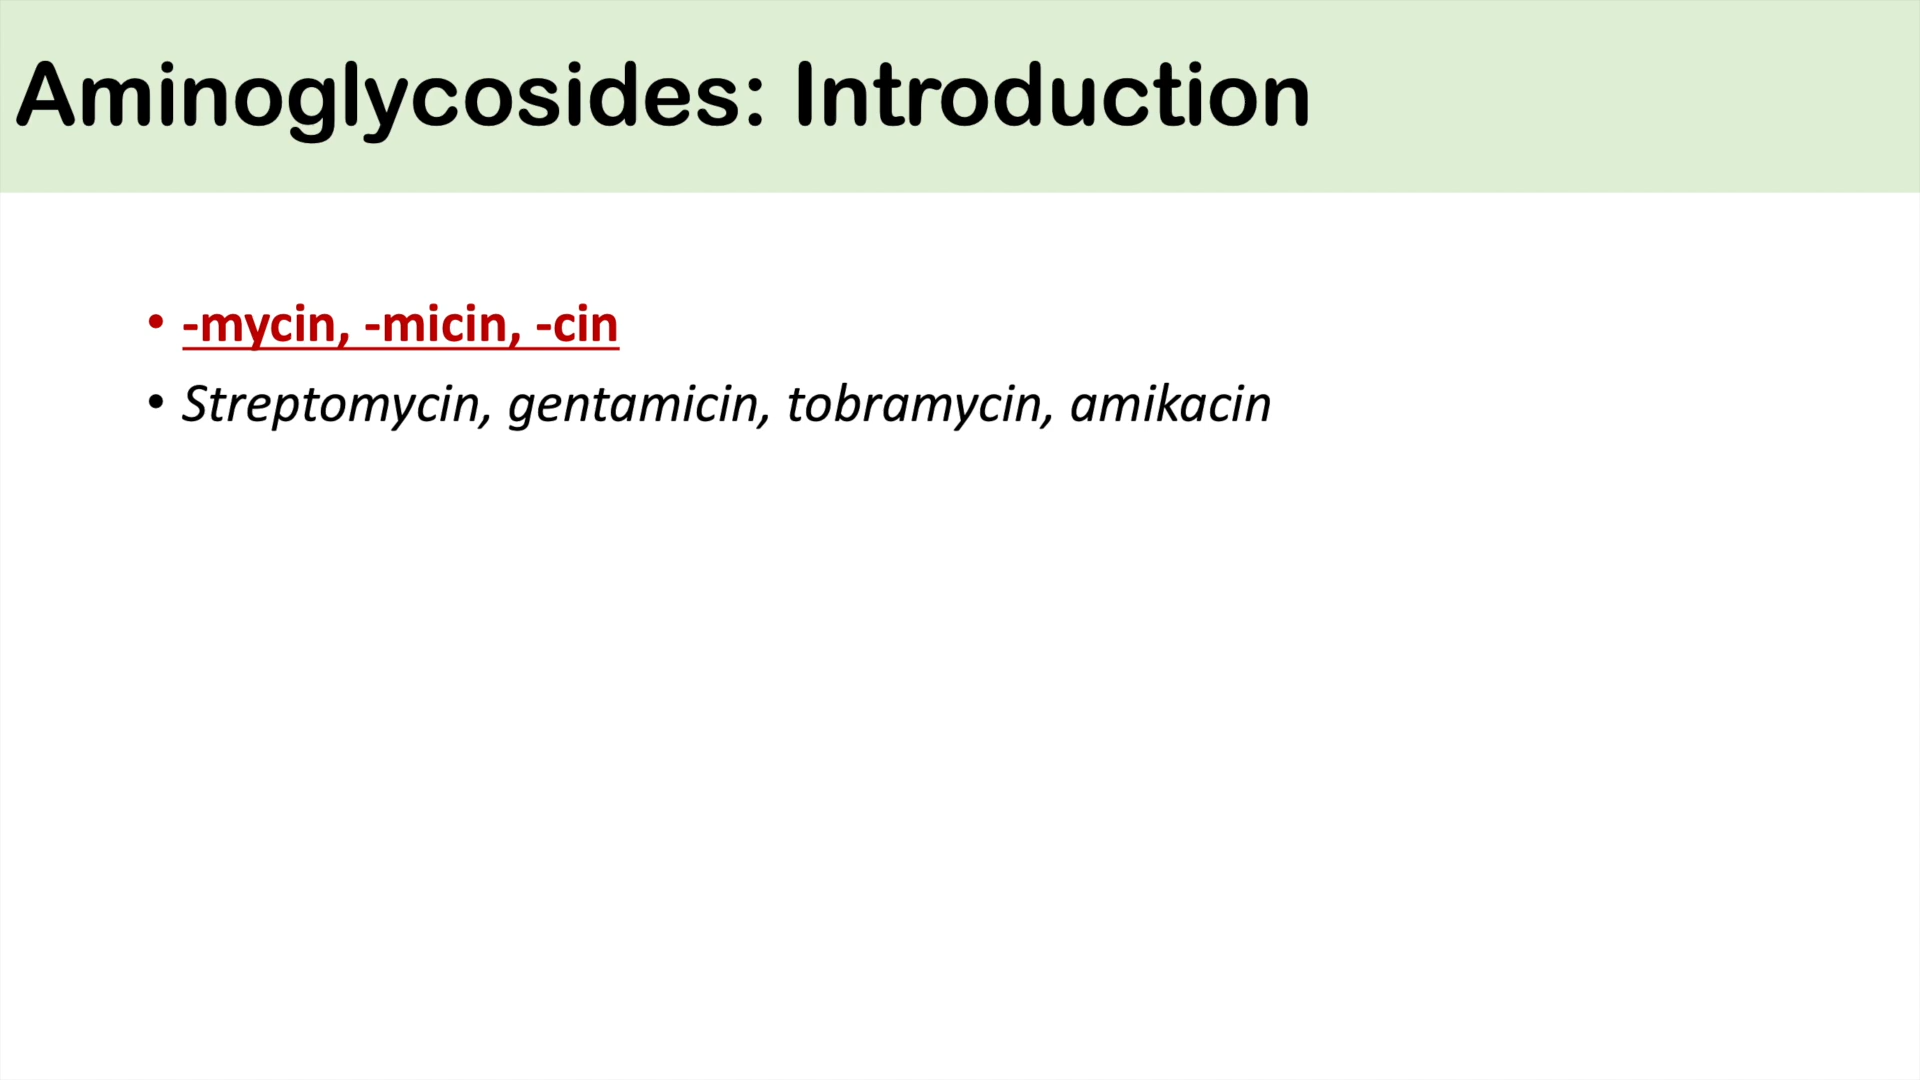 Aminoglycosides: Introduction
• -mycin, -micin, -cin
• Streptomycin, gentamicin, tobramycin, amikacin